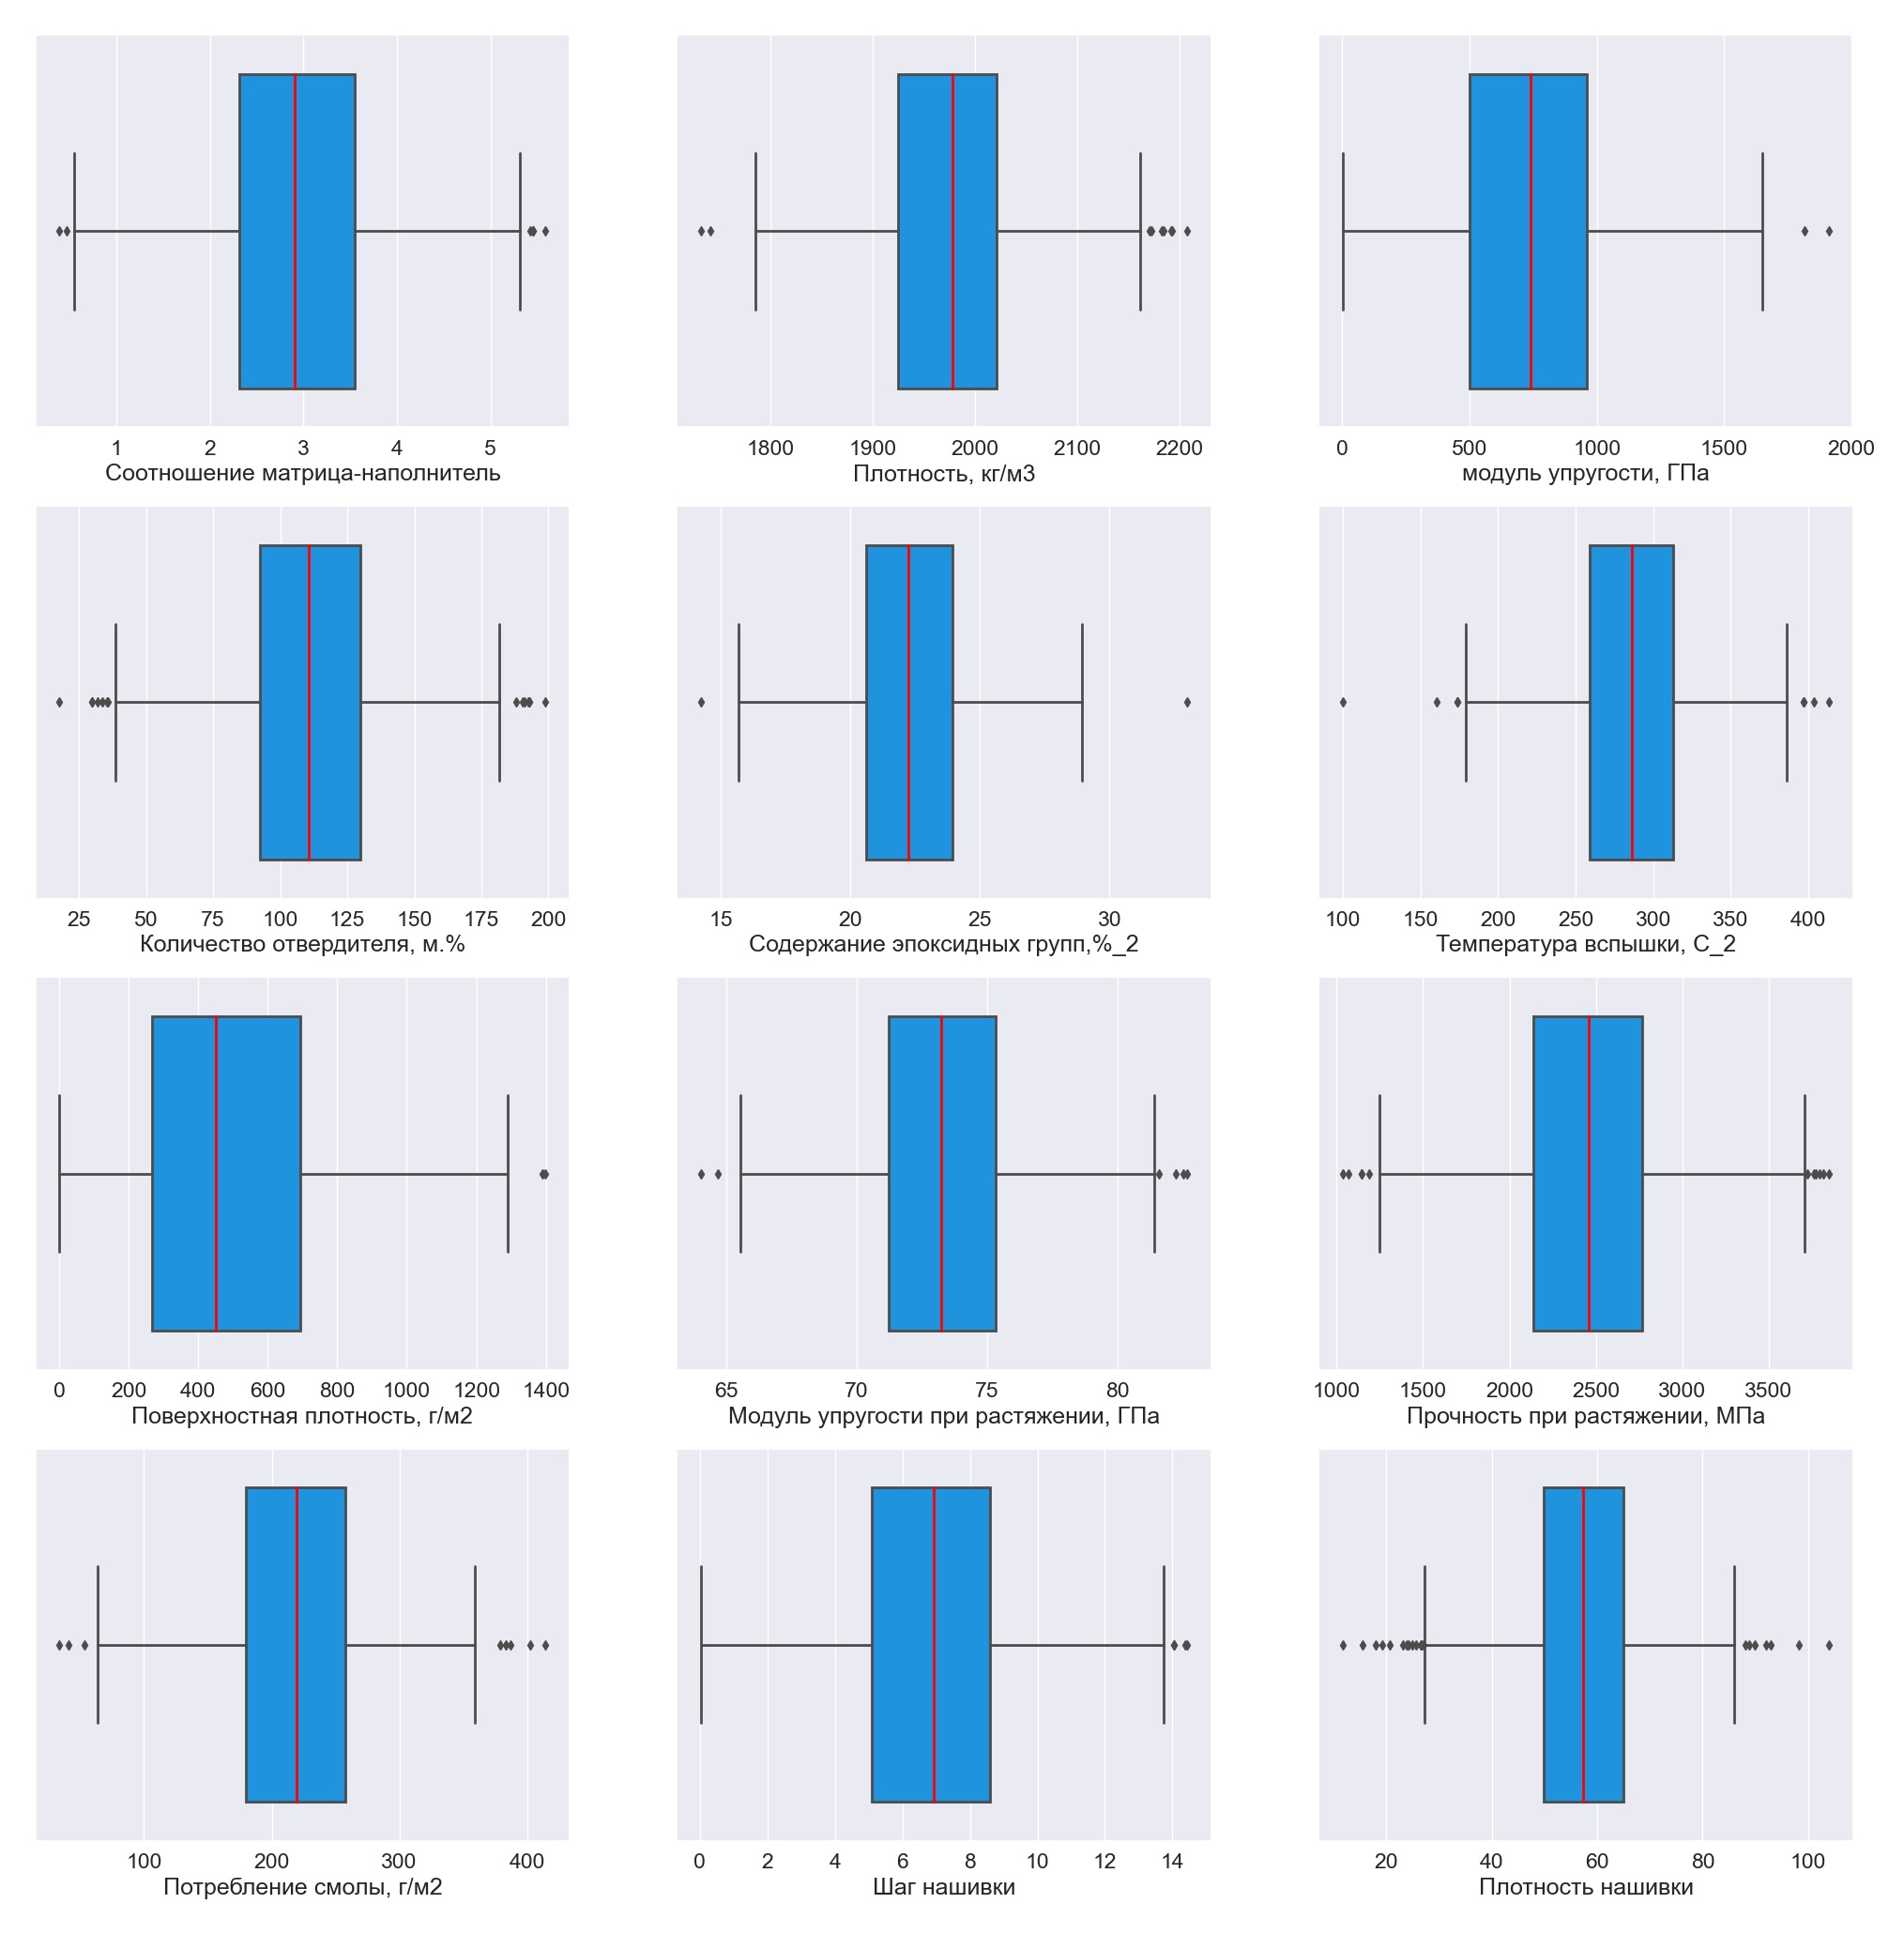 1 2 3 4 5
Соотношение матрица-наполнитель
1800 1900 2000 2100 2200
Плотность, кг/м3
0 500 1000 1500 2000
модуль упругости, ГПа
25 50 75 100 125 150 175 200
Количество отвердителя, м.%
15 20 25 30
Содержание эпоксидных групп,%_2
100 150 200 250 300 350 400
Температура вспышки, С_2
0 200 400 600 800 1000 1200 1400
Поверхностная плотность, г/м2
65 70 75 80
Модуль упругости при растяжении, ГПа
1000 1500 2000 2500 3000 3500
Прочность при растяжении, МПа
100 200 300 400
Потребление смолы, г/м2
0 2 4 6 8 10 12 14
Шаг нашивки
20 40 60 80 100
Плотность нашивки